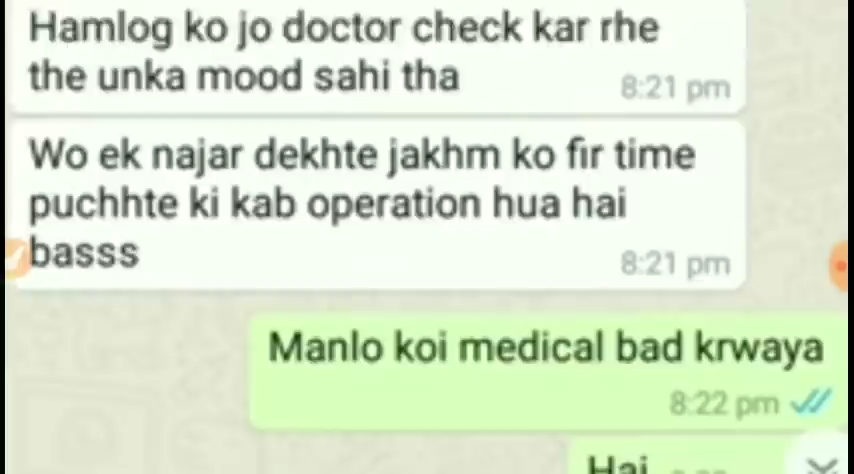 Hamlog ko jo doctor check kar rhe
the unka mood sahi tha
8:21 pm
Wo ek najar dekhte jakhm ko fir time
puchhte ki kab operation hua hai
basss
8:21 pm
Manlo koi medical bad krwaya
8:22 pm
Hai